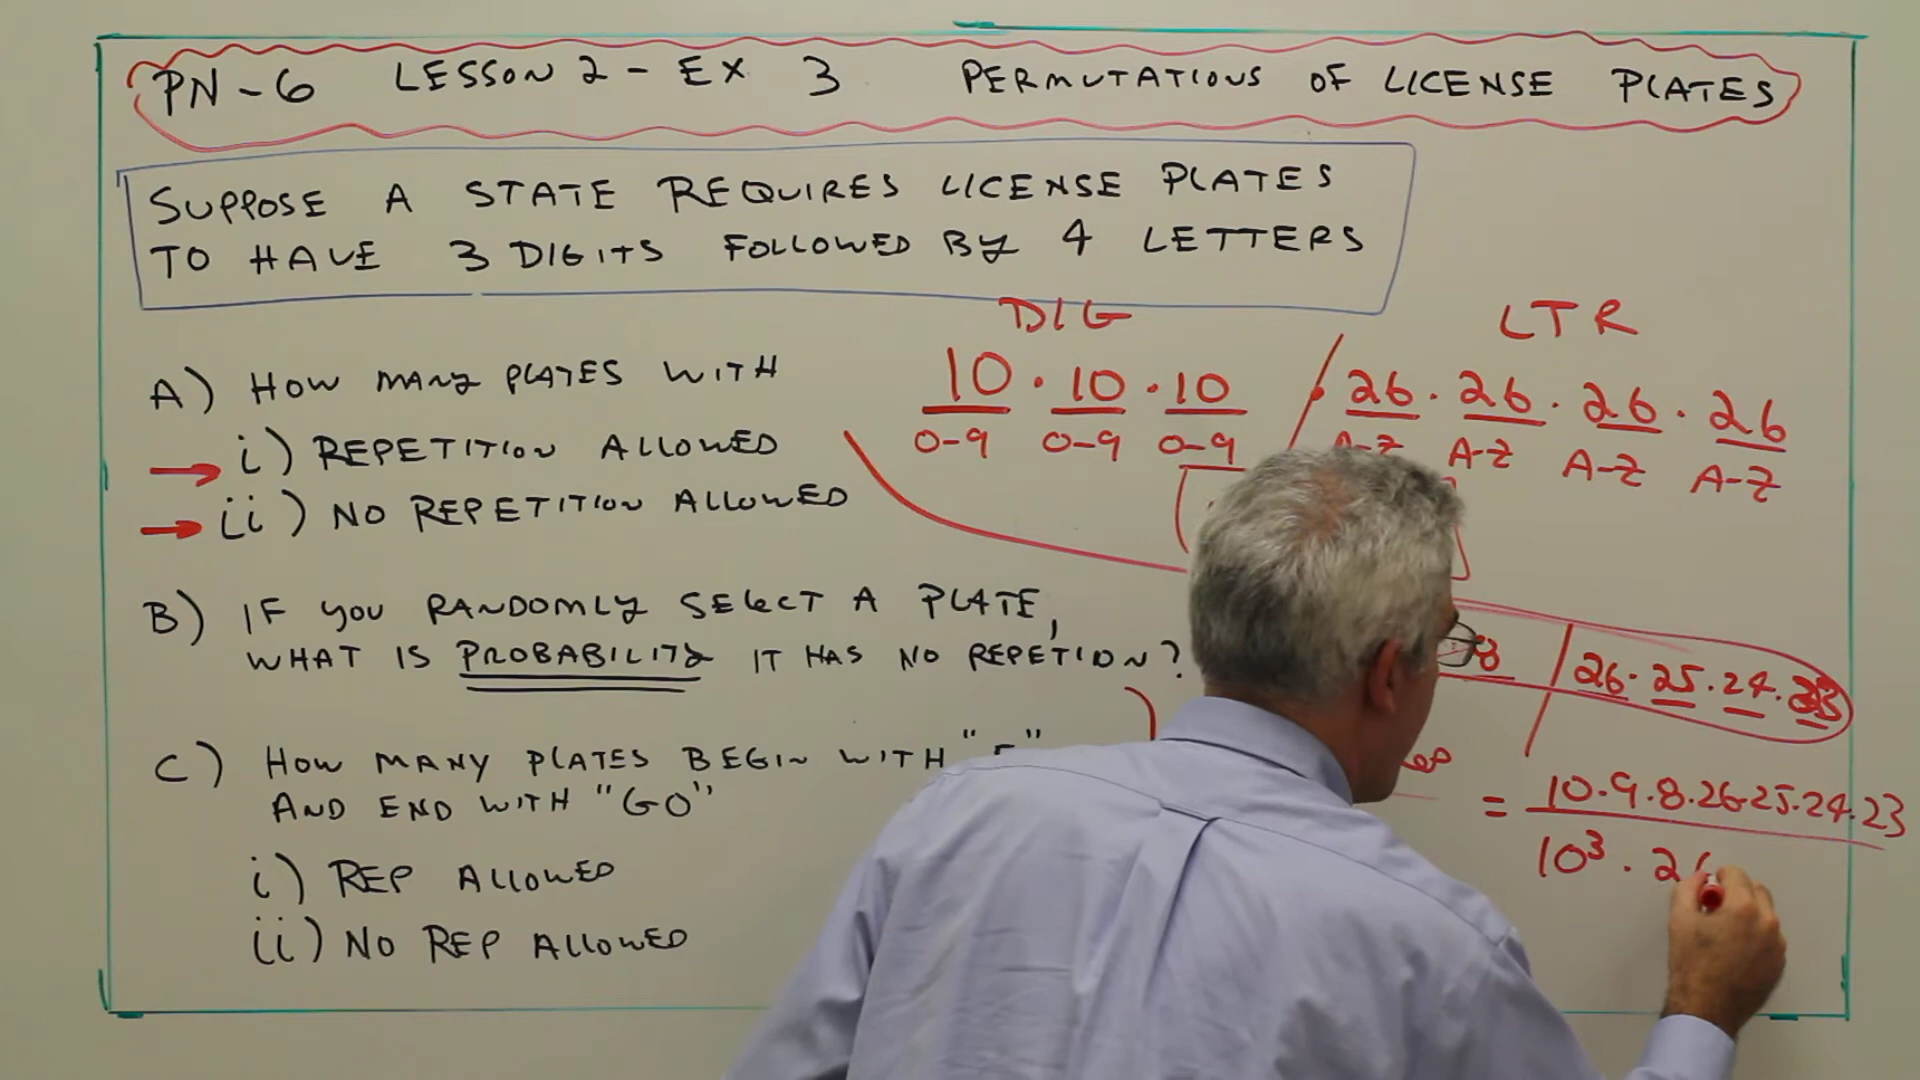 PN-6 LESSON 2 - EX 3 PERMUTATIONS OF LICENSE PLATES
SUPPOSE A STATE REQUIRES LICENSE PLATES
TO HAVE 3 DIGITS FOLLOWED BY 4 LETTERS
DIG LTR
10 · 10 · 10 / · 26 · 26 · 26 · 26
0-9 0-9 0-9 A-Z A-Z A-Z A-Z
A) HOW MANY PLATES WITH
i) REPETITION ALLOWED
ii) NO REPETITION ALLOWED
B) IF YOU RANDOMLY SELECT A PLATE,
WHAT IS PROBABILITY IT HAS NO REPETION?
8 26 · 25 · 24 · 23
C) HOW MANY PLATES BEGIN WITH
AND END WITH "GO"
i) REP ALLOWED
ii) NO REP ALLOWED
= 10·9·8·26·25·24·23
10³ · 26